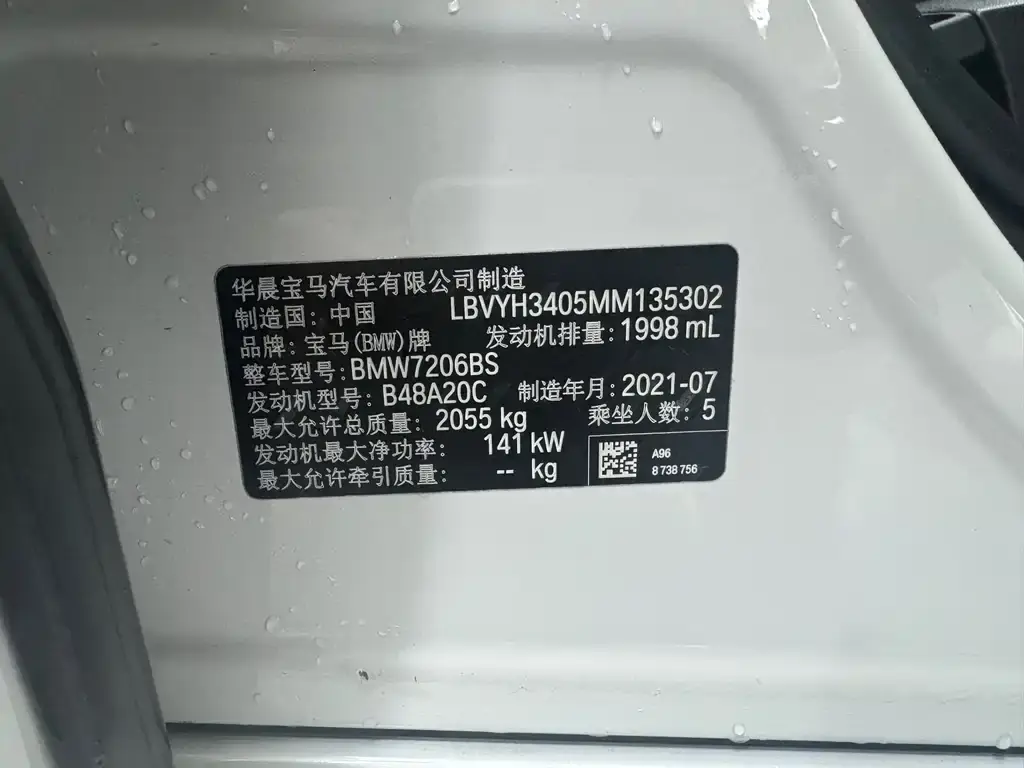 华晨宝马汽车有限公司制造
制造国：中国 LBVYH3405MM135302
品牌：宝马(BMW)牌 发动机排量：1998 mL
整车型号：BMW7206BS
发动机型号：B48A20C 制造年月：2021-07
最大允许总质量：2055 kg 乘坐人数：5
发动机最大净功率：141 kW
最大允许牵引质量：-- kg
A96
8 738 756